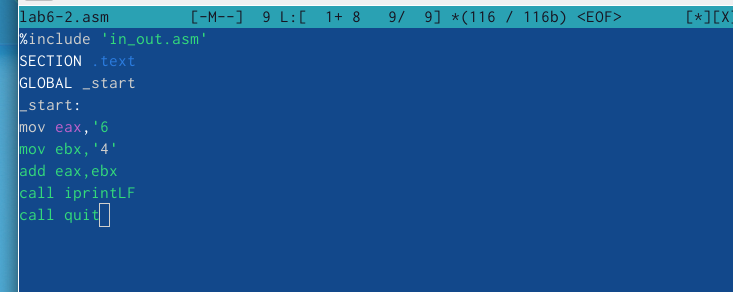 lab6-2.asm [-M--] 9 L:[ 1+ 8 9/ 9] *(116 / 116b) <EOF> [*][X]
%include 'in_out.asm'
SECTION .text
GLOBAL _start
_start:
mov eax,'6
mov ebx,'4'
add eax,ebx
call iprintLF
call quit